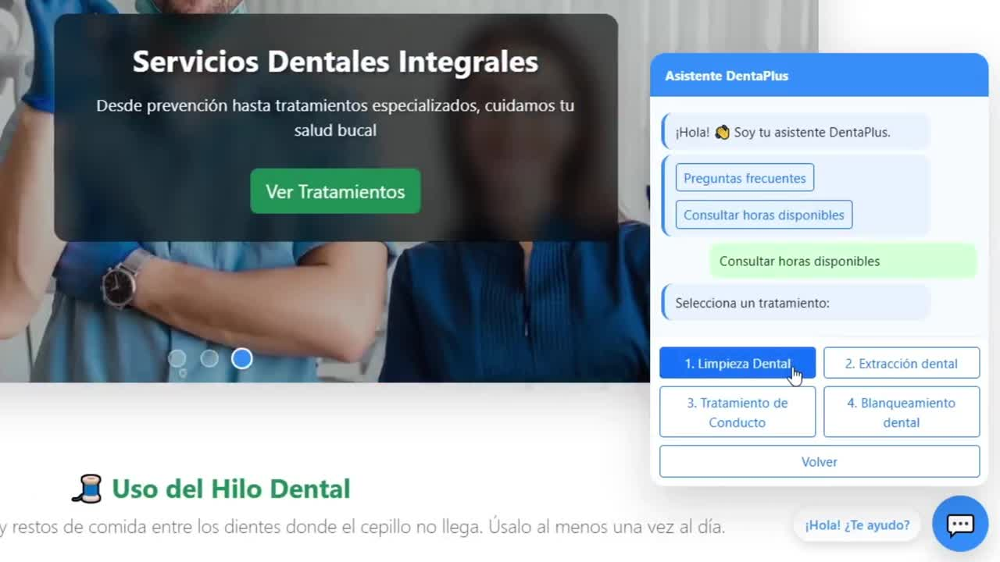 Servicios Dentales Integrales
Desde prevención hasta tratamientos especializados, cuidamos tu
salud bucal
Ver Tratamientos
Uso del Hilo Dental
y restos de comida entre los dientes donde el cepillo no llega. Úsalo al menos una vez al día.
Asistente DentaPlus
¡Hola! 👋 Soy tu asistente DentaPlus.
Preguntas frecuentes
Consultar horas disponibles
Consultar horas disponibles
Selecciona un tratamiento:
1. Limpieza Dental
2. Extracción dental
3. Tratamiento de
Conducto
4. Blanqueamiento
dental
Volver
¡Hola! ¿Te ayudo?